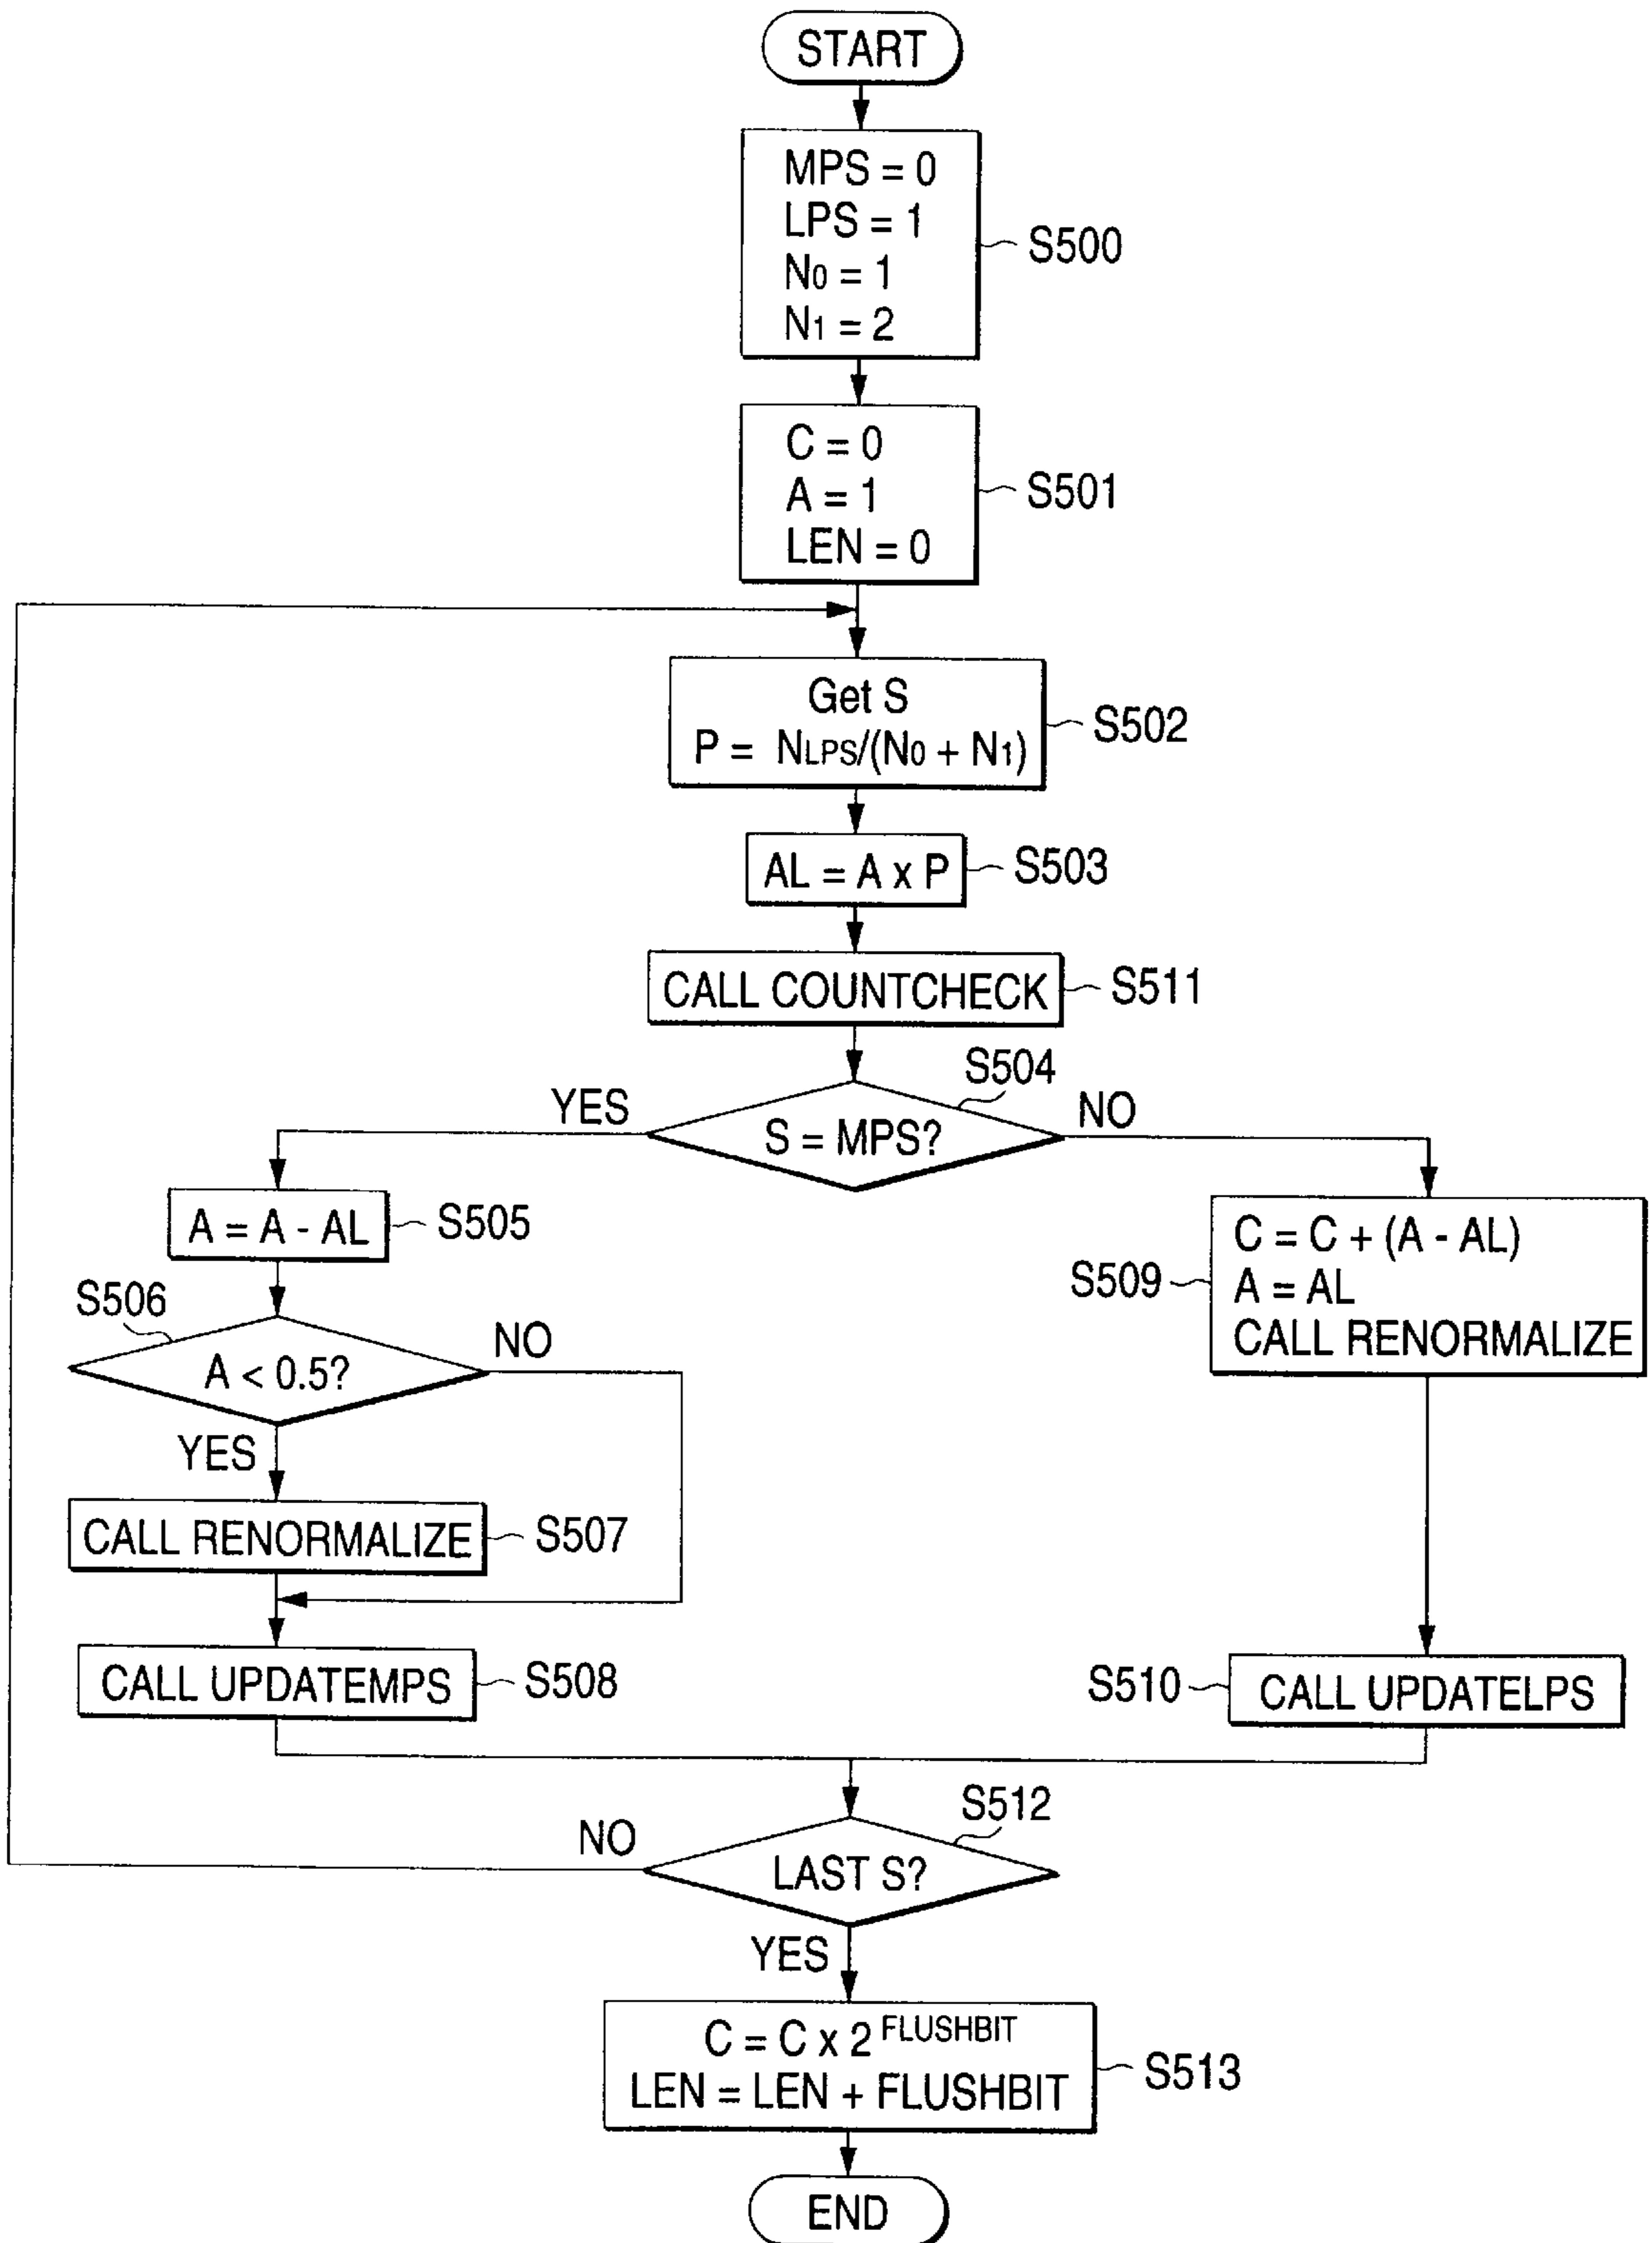 START
MPS = 0
LPS = 1
N0 = 1
N1 = 2
S500
C = 0
A = 1
LEN = 0
S501
Get S
P = NLPS/(N0 + N1)
S502
AL = A x P
S503
CALL COUNTCHECK
S511
S504
YES
S = MPS?
NO
A = A - AL
S505
C = C + (A - AL)
A = AL
CALL RENORMALIZE
S509
S506
A < 0.5?
NO
YES
CALL RENORMALIZE
S507
CALL UPDATEMPS
S508
S510
CALL UPDATELPS
S512
NO
LAST S?
YES
C = C x 2 FLUSHBIT
LEN = LEN + FLUSHBIT
S513
END